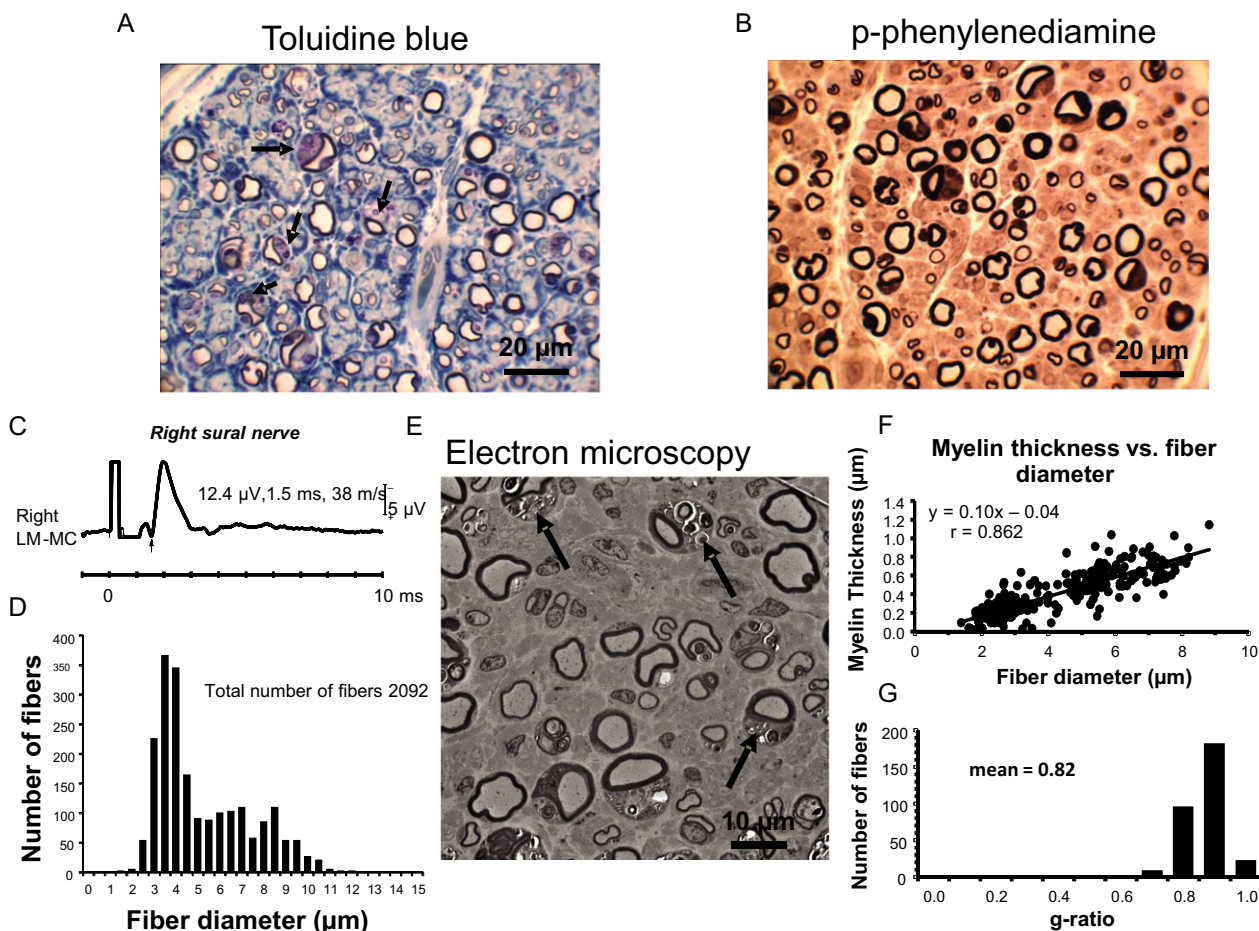 A
Toluidine blue
20 µm
B
p-phenylenediamine
20 µm
C
Right sural nerve
12.4 µV,1.5 ms, 38 m/s
5 µV
Right
LM-MC
0
10 ms
D
Number of fibers
400
350
300
250
200
150
100
50
0
Total number of fibers 2092
0 1 2 3 4 5 6 7 8 9 10 11 12 13 14 15
Fiber diameter (µm)
E
Electron microscopy
10 µm
F
Myelin thickness vs. fiber
diameter
Myelin Thickness (µm)
1.4
1.2
1.0
0.8
0.6
0.4
0.2
0.0
y = 0.10x – 0.04
r = 0.862
0 2 4 6 8 10
Fiber diameter (µm)
G
Number of fibers
200
150
100
50
0
mean = 0.82
0.0 0.2 0.4 0.6 0.8 1.0
g-ratio